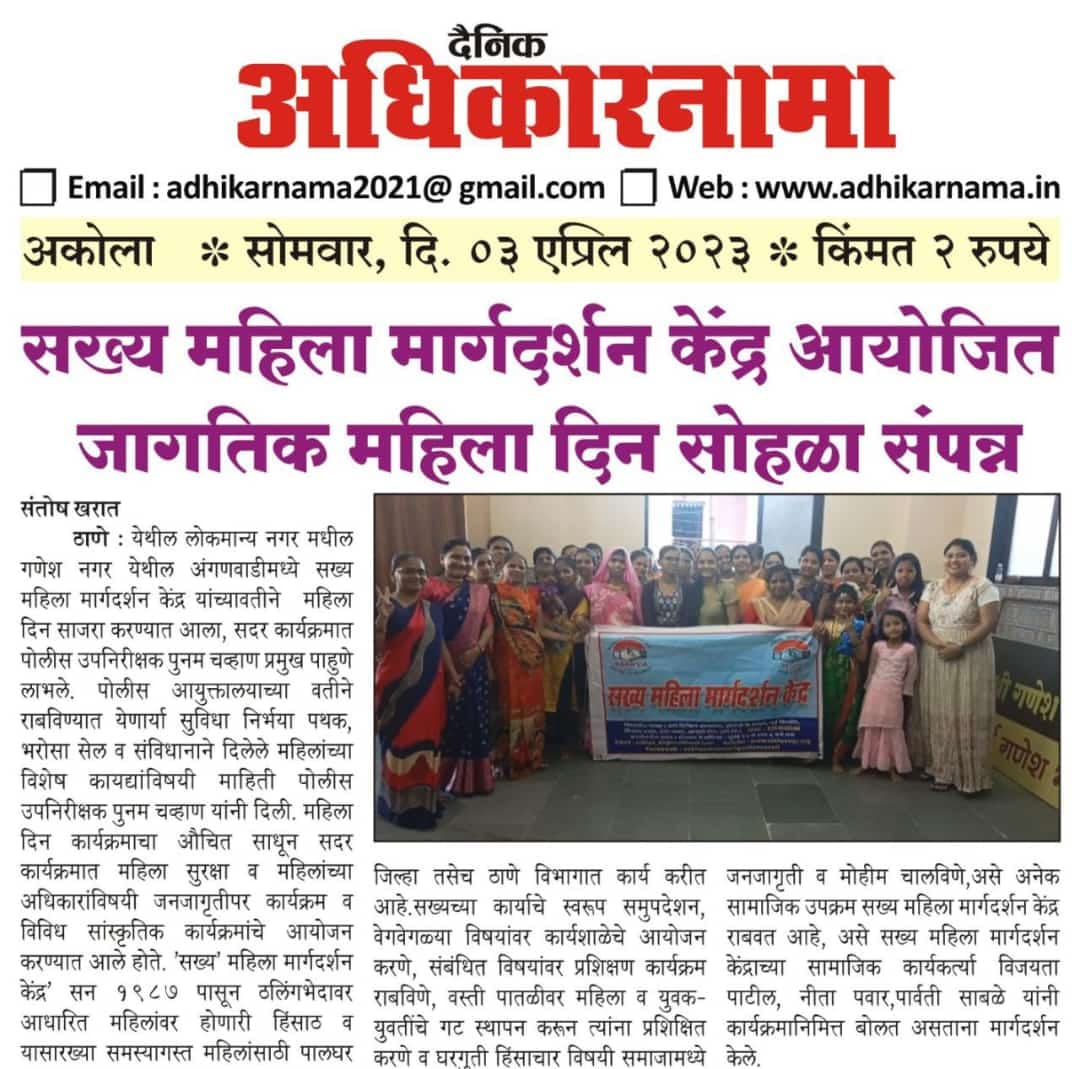 दैनिक
अधिकारनामा
Email : adhikarnama2021@ gmail.com Web : www.adhikarnama.in
अकोला * सोमवार, दि. ०३ एप्रिल २०२३ * किंमत २ रुपये
सख्य महिला मार्गदर्शन केंद्र आयोजित
जागतिक महिला दिन सोहळा संपन्न
संतोष खरात
ठाणे : येथील लोकमान्य नगर मधील
गणेश नगर येथील अंगणवाडीमध्ये सख्य
महिला मार्गदर्शन केंद्र यांच्यावतीने महिला
दिन साजरा करण्यात आला, सदर कार्यक्रमात
पोलीस उपनिरीक्षक पुनम चव्हाण प्रमुख पाहुणे
लाभले. पोलीस आयुक्तालयाच्या वतीने
राबविण्यात येणार्या सुविधा निर्भया पथक,
भरोसा सेल व संविधानाने दिलेले महिलांच्या
विशेष कायद्यांविषयी माहिती पोलीस
उपनिरीक्षक पुनम चव्हाण यांनी दिली. महिला
दिन कार्यक्रमाचा औचित साधून सदर
कार्यक्रमात महिला सुरक्षा व महिलांच्या
अधिकारांविषयी जनजागृतीपर कार्यक्रम व
विविध सांस्कृतिक कार्यक्रमांचे आयोजन
करण्यात आले होते. 'सख्य' महिला मार्गदर्शन
केंद्र' सन १९८७ पासून ठलिंगभेदावर
आधारित महिलांवर होणारी हिंसाठ व
यासारख्या समस्यागस्त महिलांसाठी पालघर
सख्य महिला मार्गदर्शन केंद्र
गणेश
गणेश
जिल्हा तसेच ठाणे विभागात कार्य करीत
आहे.सख्यच्या कार्याचे स्वरूप समुपदेशन,
वेगवेगळ्या विषयांवर कार्यशाळेचे आयोजन
करणे, संबंधित विषयांवर प्रशिक्षण कार्यक्रम
राबविणे, वस्ती पातळीवर महिला व युवक-
युवतींचे गट स्थापन करून त्यांना प्रशिक्षित
करणे व घरगुती हिंसाचार विषयी समाजामध्ये
जनजागृती व मोहीम चालविणे,असे अनेक
सामाजिक उपक्रम सख्य महिला मार्गदर्शन केंद्र
राबवत आहे, असे सख्य महिला मार्गदर्शन
केंद्राच्या सामाजिक कार्यकर्त्या विजयता
पाटील, नीता पवार,पार्वती साबळे यांनी
कार्यक्रमानिमित्त बोलत असताना मार्गदर्शन
केले.